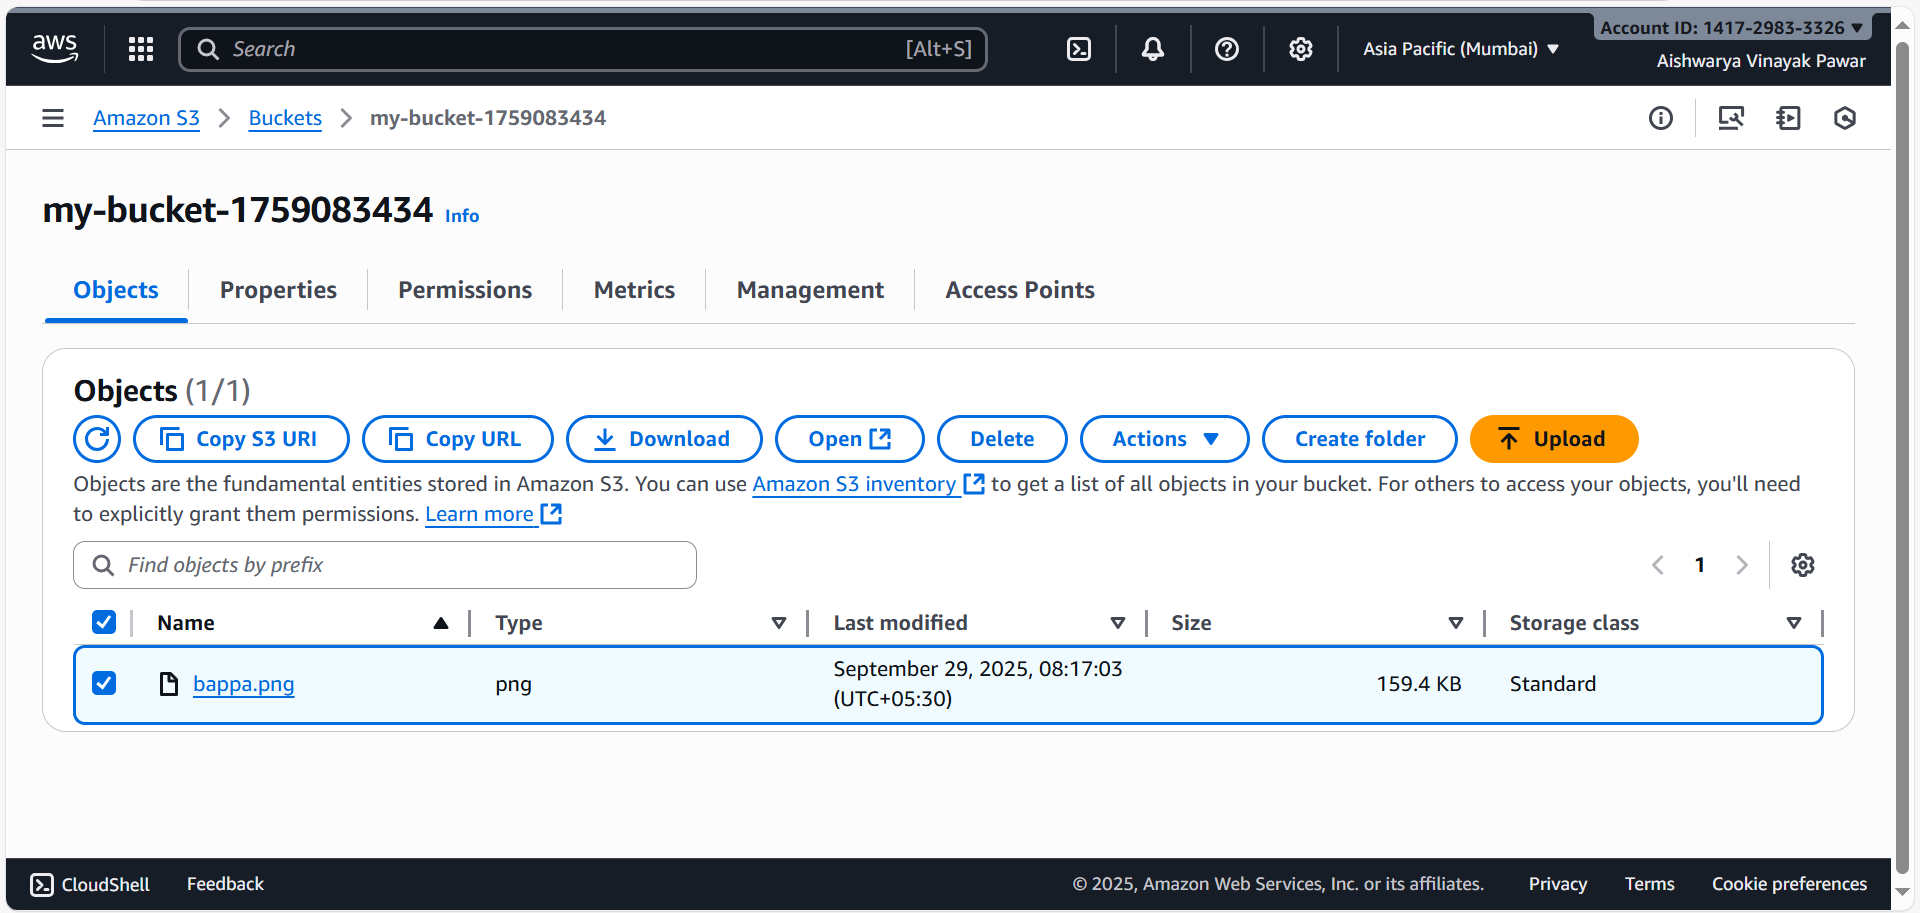 aws
Search [Alt+S]
Asia Pacific (Mumbai)
Account ID: 1417-2983-3326
Aishwarya Vinayak Pawar
Amazon S3 > Buckets > my-bucket-1759083434
my-bucket-1759083434 Info
Objects Properties Permissions Metrics Management Access Points
Objects (1/1)
Copy S3 URI Copy URL Download Open Delete Actions Create folder Upload
Objects are the fundamental entities stored in Amazon S3. You can use Amazon S3 inventory to get a list of all objects in your bucket. For others to access your objects, you'll need
to explicitly grant them permissions. Learn more
Find objects by prefix
1
Name Type Last modified Size Storage class
bappa.png png September 29, 2025, 08:17:03 159.4 KB Standard
(UTC+05:30)
CloudShell Feedback © 2025, Amazon Web Services, Inc. or its affiliates. Privacy Terms Cookie preferences